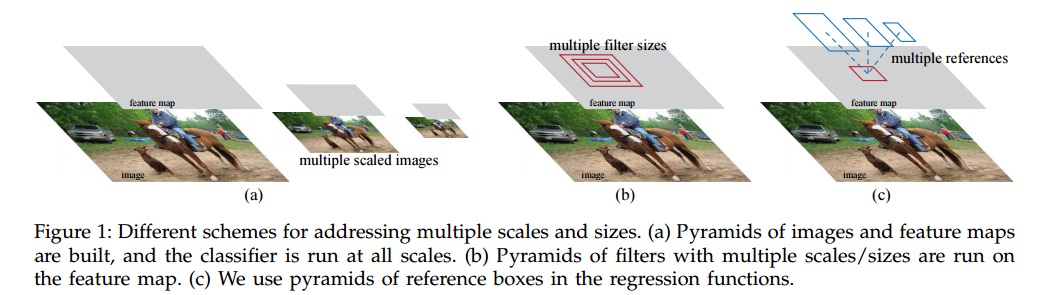 multiple filter sizes
multiple references
feature map
feature map
feature map
multiple scaled images
image
image
image
(a)
(b)
(c)
Figure 1: Different schemes for addressing multiple scales and sizes. (a) Pyramids of images and feature maps
are built, and the classifier is run at all scales. (b) Pyramids of filters with multiple scales/sizes are run on
the feature map. (c) We use pyramids of reference boxes in the regression functions.